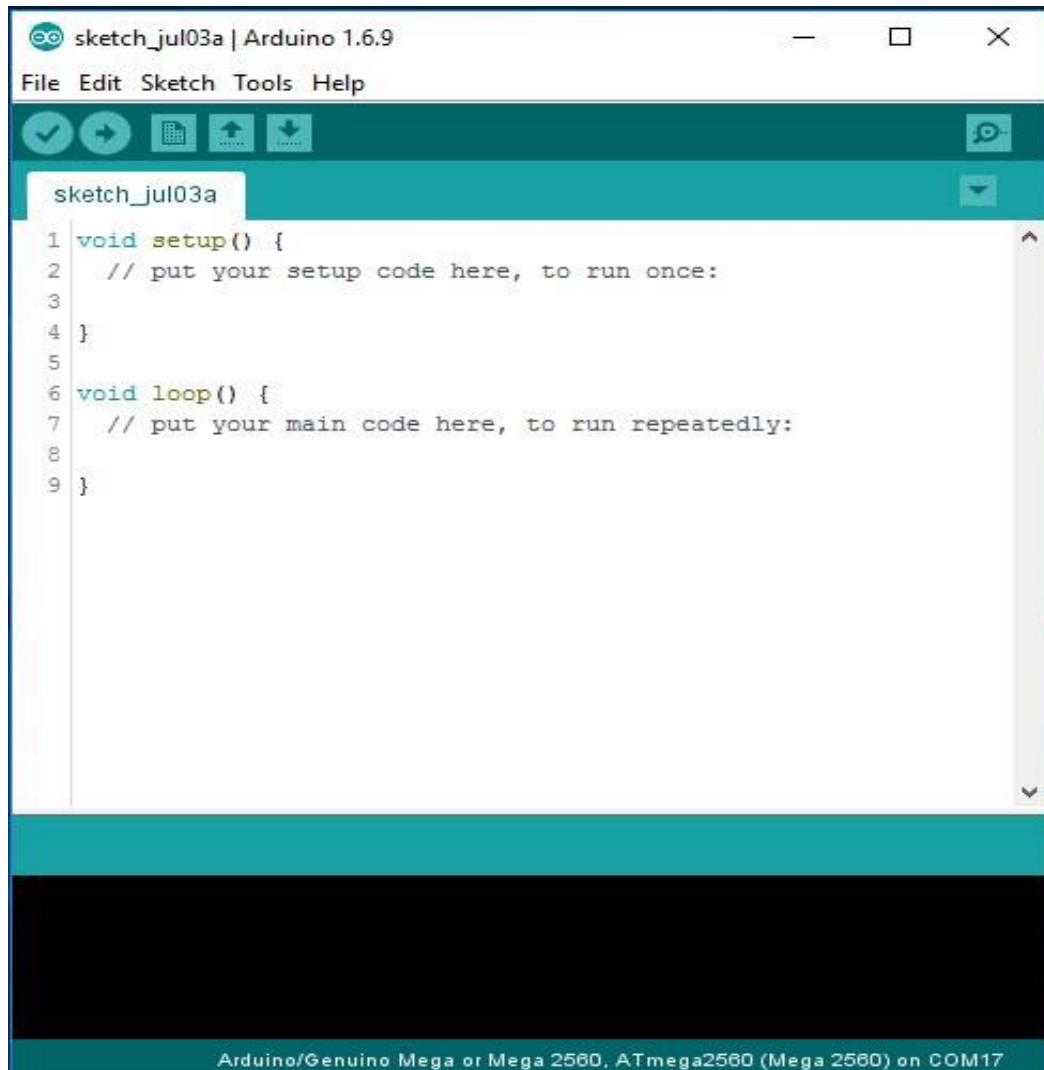 sketch_jul03a | Arduino 1.6.9
File Edit Sketch Tools Help
sketch_jul03a
1 void setup() {
2   // put your setup code here, to run once:
3
4 }
5
6 void loop() {
7   // put your main code here, to run repeatedly:
8
9 }
Arduino/Genuino Mega or Mega 2560, ATmega2560 (Mega 2560) on COM17